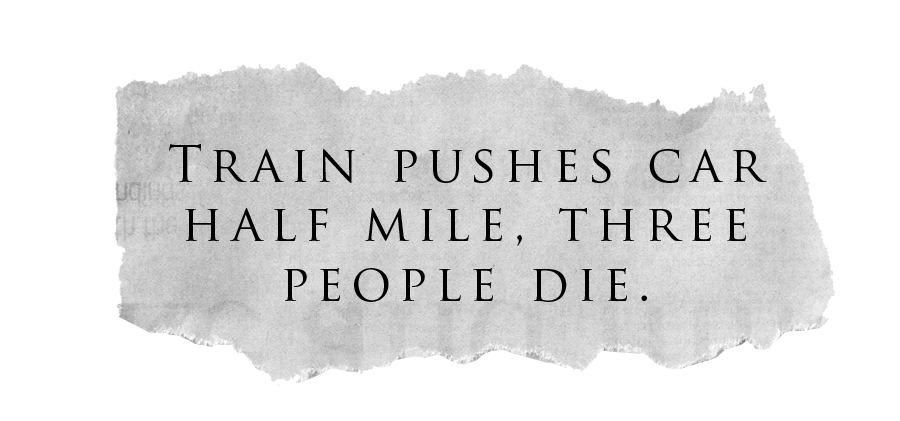 Train pushes car
half mile, three
people die.